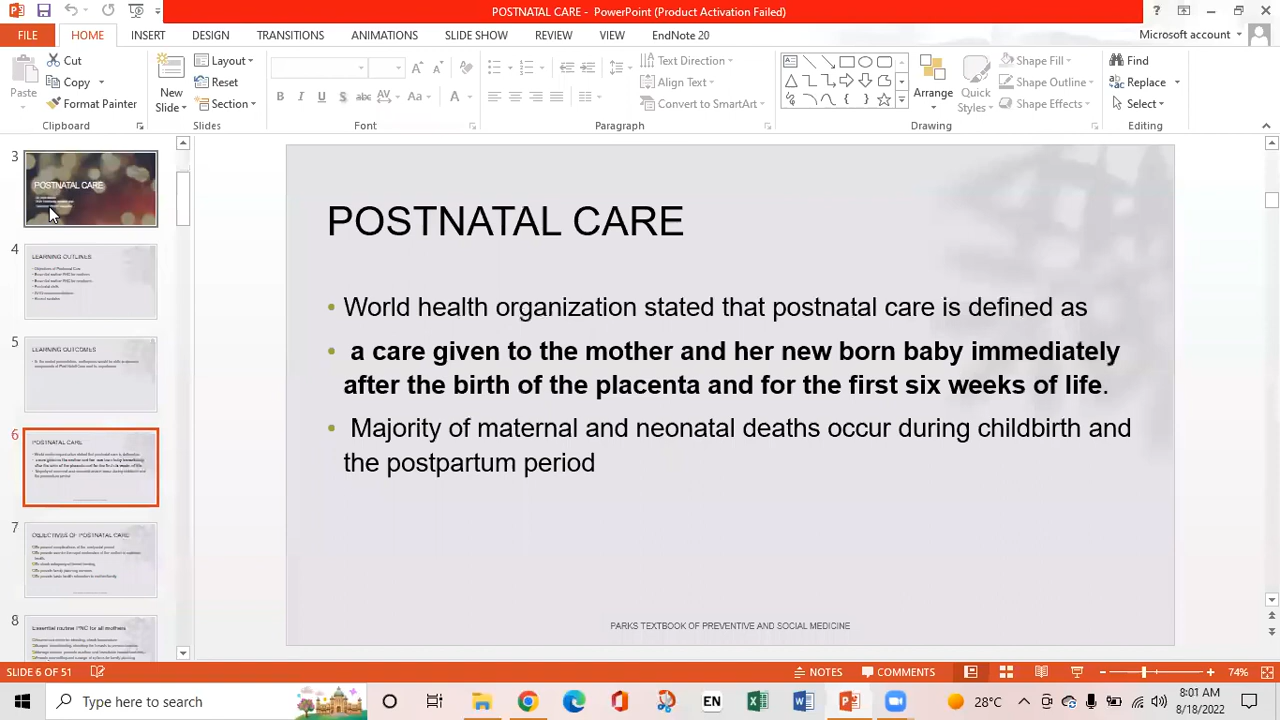 POSTNATAL CARE - PowerPoint (Product Activation Failed)
FILE HOME INSERT DESIGN TRANSITIONS ANIMATIONS SLIDE SHOW REVIEW VIEW EndNote 20 Microsoft account
Paste
Cut
Copy
Format Painter
Clipboard
New
Slide
Layout
Reset
Section
Slides
Font
Text Direction
Align Text
Convert to SmartArt
Paragraph
Arrange
Quick
Styles
Shape Fill
Shape Outline
Shape Effects
Drawing
Find
Replace
Select
Editing
3
POSTNATAL CARE
4
LEARNING OUTLINES
5
LEARNING OUTCOMES
6
POSTNATAL CARE
7
OBJECTIVES OF POSTNATAL CARE
8
Essential routine PNC for all mothers
POSTNATAL CARE
• World health organization stated that postnatal care is defined as
• a care given to the mother and her new born baby immediately
after the birth of the placenta and for the first six weeks of life.
• Majority of maternal and neonatal deaths occur during childbirth and
the postpartum period
PARKS TEXTBOOK OF PREVENTIVE AND SOCIAL MEDICINE
SLIDE 6 OF 51 NOTES COMMENTS 74%
Type here to search EN 28°C 8:01 AM
8/18/2022